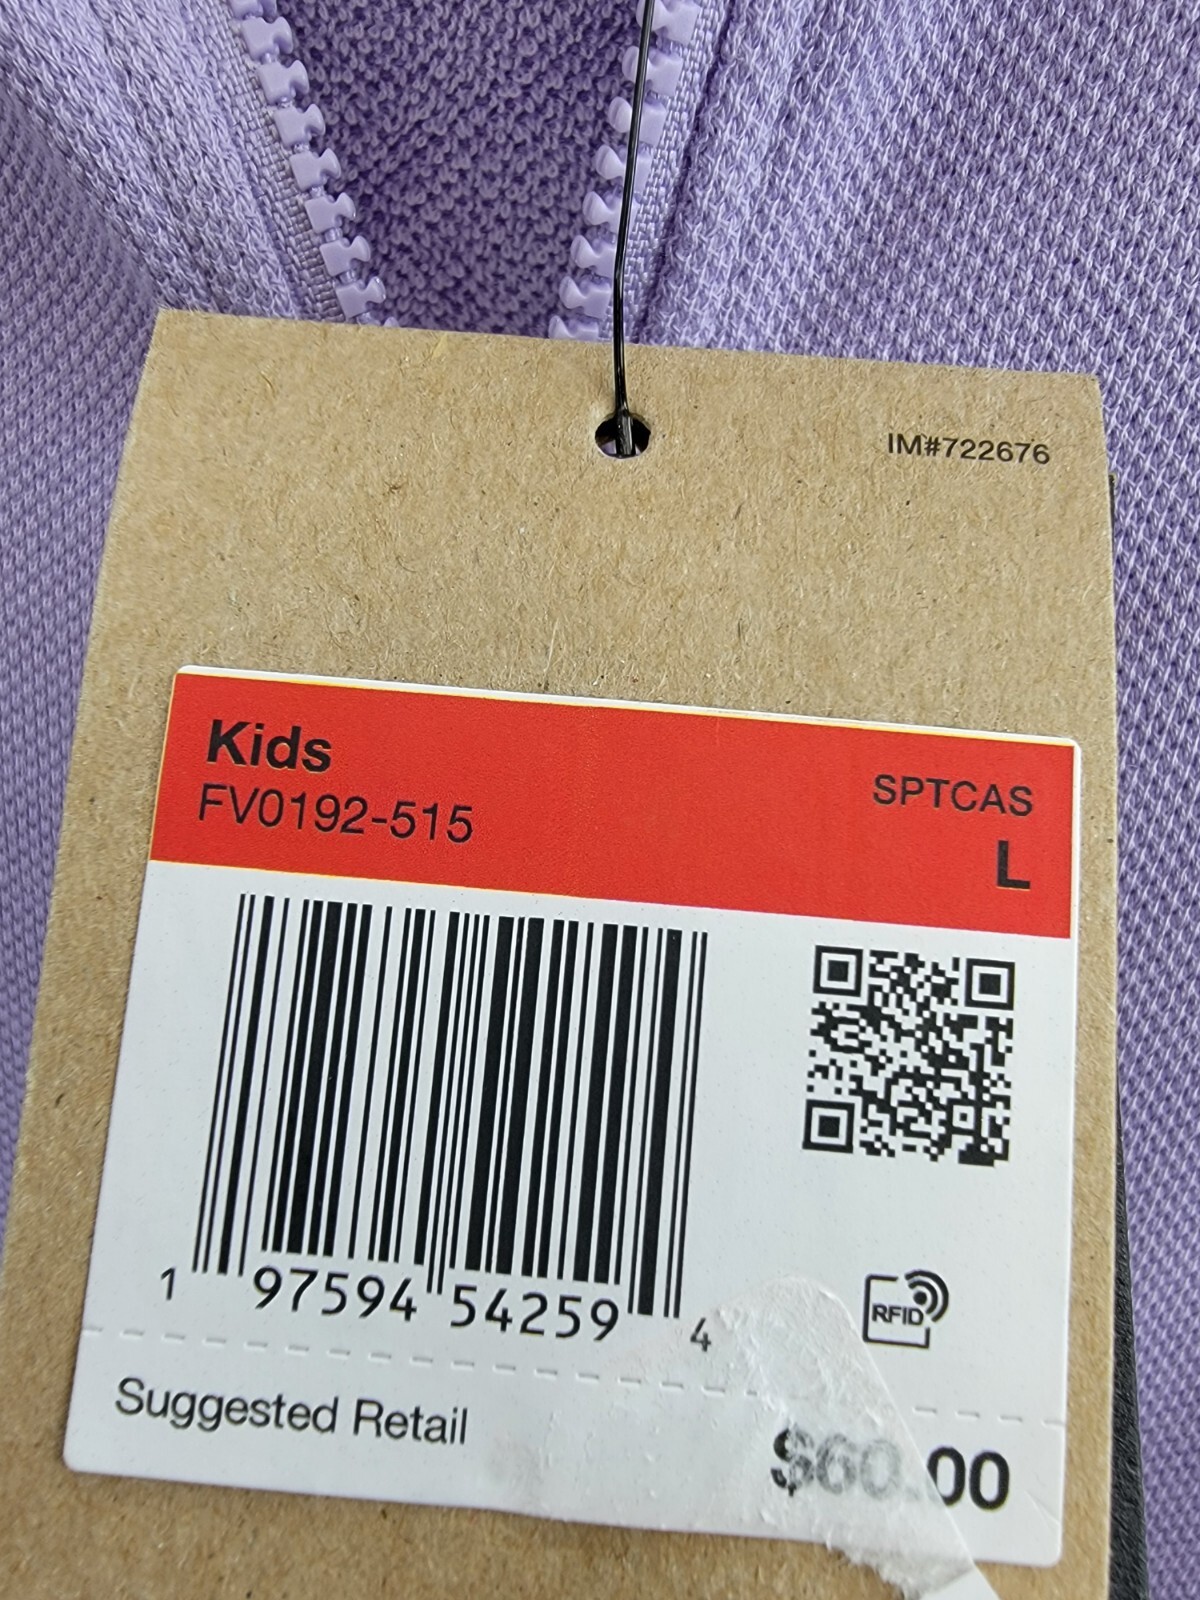 IM#722676
Kids
FV0192-515
SPTCAS
L
1 97594 54259 4
RFID
Suggested Retail
$60.00